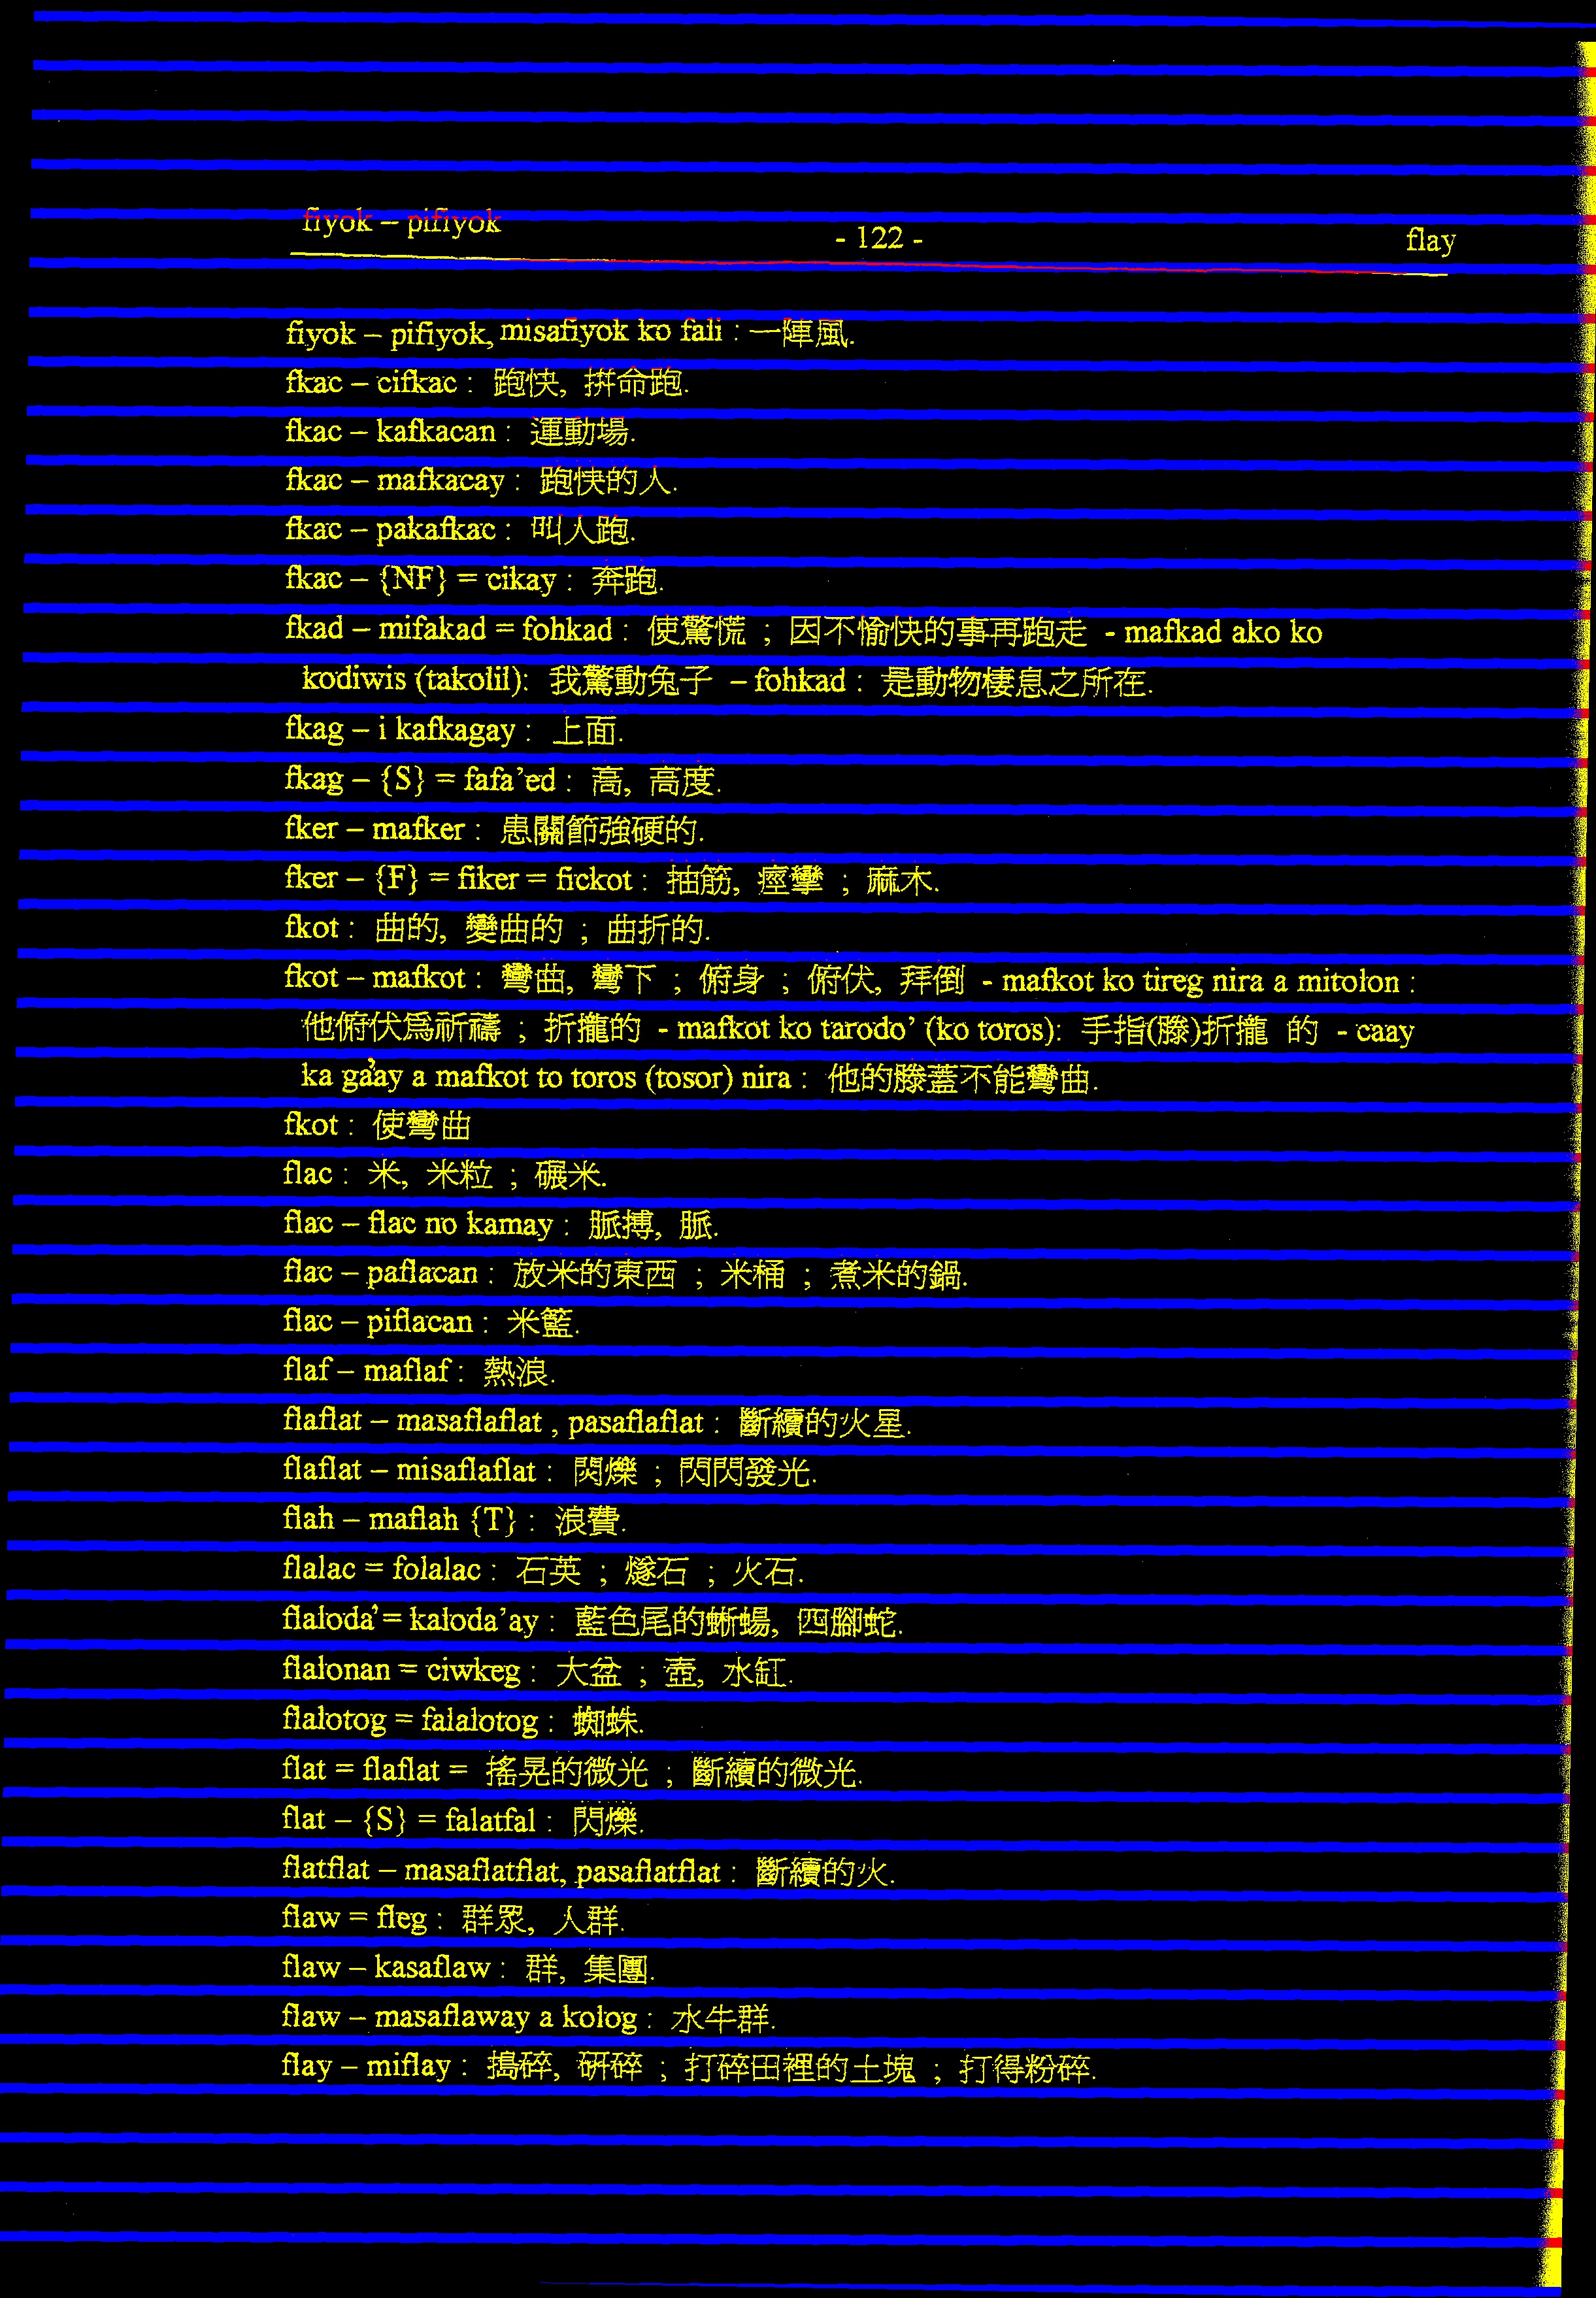 fiyok – pifiyok - 122 - flay
fiyok – pifiyok, misafiyok ko fali : 一陣風.
fkac – cifkac : 跑快, 拚命跑.
fkac – kafkacan : 運動場.
fkac – mafkacay : 跑快的人.
fkac – pakafkac : 叫人跑.
fkac – {NF} = cikay : 奔跑.
fkad – mifakad = fohkad : 使驚慌 ; 因不愉快的事再跑走 - mafkad ako ko
kodiwis (takolil): 我驚動兔子 – fohkad : 是動物棲息之所在.
fkag – i kafkagay : 上面.
fkag – {S} = fafa’ed : 高, 高度.
fker – mafker : 患關節強硬的.
fker – {F} = fiker = fickot : 抽筋, 痙攣 ; 麻木.
fkot : 曲的, 變曲的 ; 曲折的.
fkot – mafkot : 彎曲, 彎下 ; 俯身 ; 俯伏, 拜倒 - mafkot ko tireg nira a mitolon :
他俯伏為祈禱 ; 折攏的 - mafkot ko tarodo’ (ko toros): 手指(膝)折攏 的 - caay
ka ga’ay a mafkot to toros (tosor) nira : 他的膝蓋不能彎曲.
fkot : 使彎曲
flac : 米, 米粒 ; 碾米.
flac – flac no kamay : 脈搏, 脈.
flac – paflacan : 放米的東西 ; 米桶 ; 煮米的鍋.
flac – piflacan : 米籃.
flaf – maflaf : 熱浪.
flaflat – masaflaflat , pasaflaflat : 斷續的火星.
flaflat – misaflaflat : 閃爍 ; 閃閃發光.
flah – maflah {T} : 浪費.
flalac = folalac : 石英 ; 燧石 ; 火石.
flaloda’ = kaloda’ay : 藍色尾的蜥蜴, 四腳蛇.
flalonan = ciwkeg : 大盆 ; 壺, 水缸.
flalotog = falalotog : 蜘蛛.
flat = flaflat = 搖晃的微光 ; 斷續的微光.
flat – {S} = falatfal : 閃爍.
flatflat – masaflatflat, pasaflatflat : 斷續的火.
flaw = fleg : 群眾, 人群.
flaw – kasaflaw : 群, 集團.
flaw – masaflaway a kolog : 水牛群.
flay – miflay : 搗碎, 研碎 ; 打碎田裡的土塊 ; 打得粉碎.